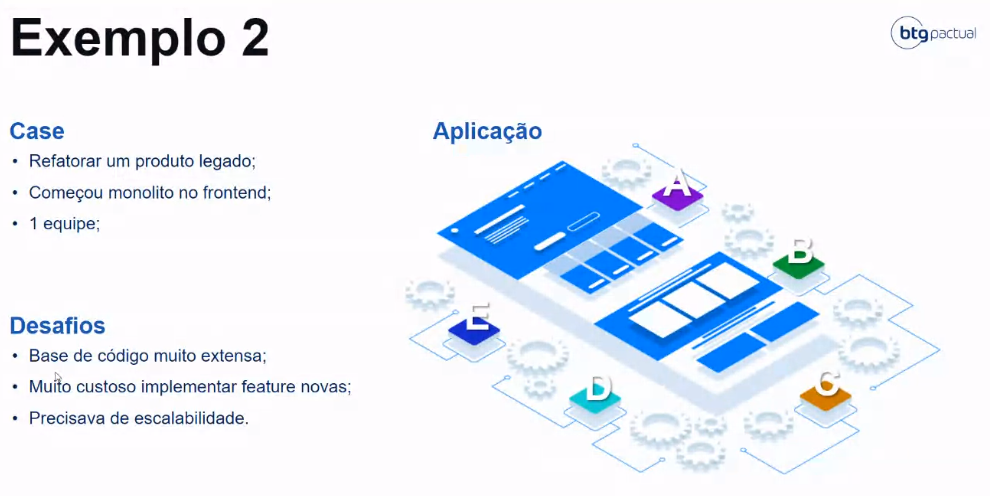 Exemplo 2
btg pactual
Case
• Refatorar um produto legado;
• Começou monolito no frontend;
• 1 equipe;
Desafios
• Base de código muito extensa;
• Muito custoso implementar feature novas;
• Precisava de escalabilidade.
Aplicação
A
B
E
D
C